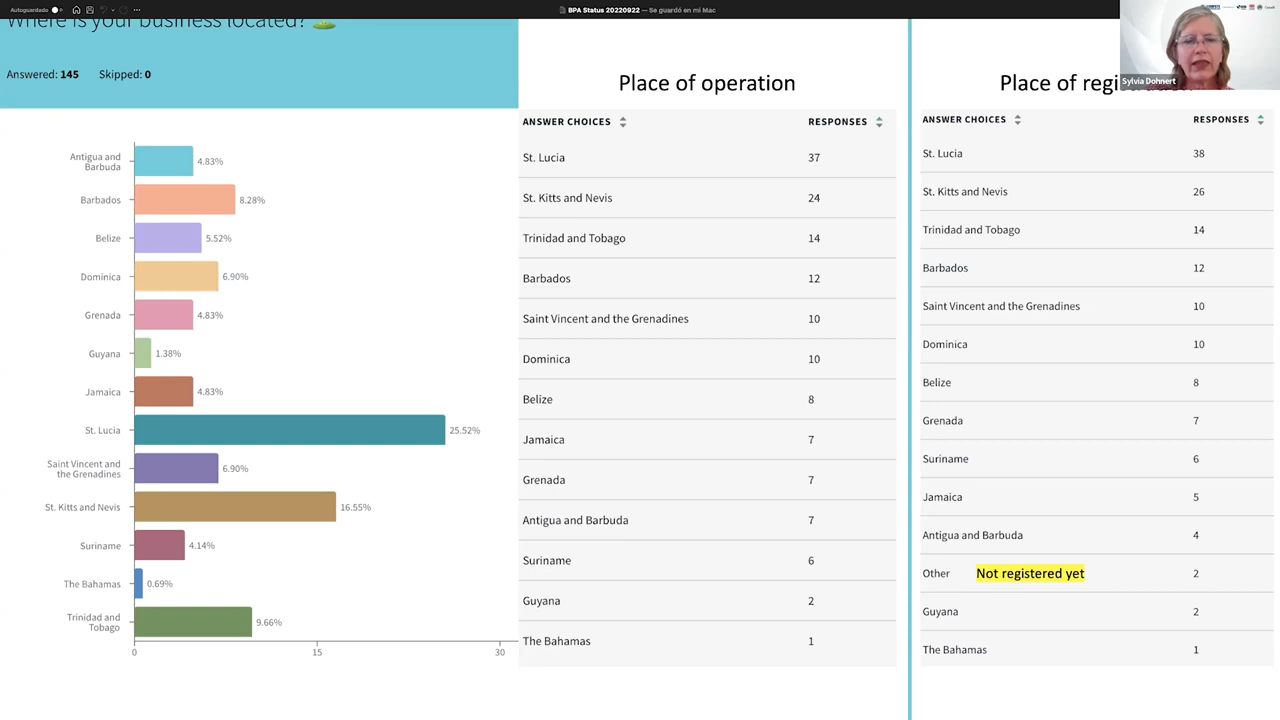 Autoguardado
BPA Status 20220922 — Se guardó en mi Mac
Where is your business located?
Answered: 145 Skipped: 0
Antigua and
Barbuda
4.83%
Barbados
8.28%
Belize
5.52%
Dominica
6.90%
Grenada
4.83%
Guyana
1.38%
Jamaica
4.83%
St. Lucia
25.52%
Saint Vincent and
the Grenadines
6.90%
St. Kitts and Nevis
16.55%
Suriname
4.14%
The Bahamas
0.69%
Trinidad and
Tobago
9.66%
0 15 30
Place of operation
ANSWER CHOICES RESPONSES
St. Lucia 37
St. Kitts and Nevis 24
Trinidad and Tobago 14
Barbados 12
Saint Vincent and the Grenadines 10
Dominica 10
Belize 8
Jamaica 7
Grenada 7
Antigua and Barbuda 7
Suriname 6
Guyana 2
The Bahamas 1
Place of
ANSWER CHOICES RESPONSES
St. Lucia 38
St. Kitts and Nevis 26
Trinidad and Tobago 14
Barbados 12
Saint Vincent and the Grenadines 10
Dominica 10
Belize 8
Grenada 7
Suriname 6
Jamaica 5
Antigua and Barbuda 4
Other Not registered yet 2
Guyana 2
The Bahamas 1
Sylvia Dohnert